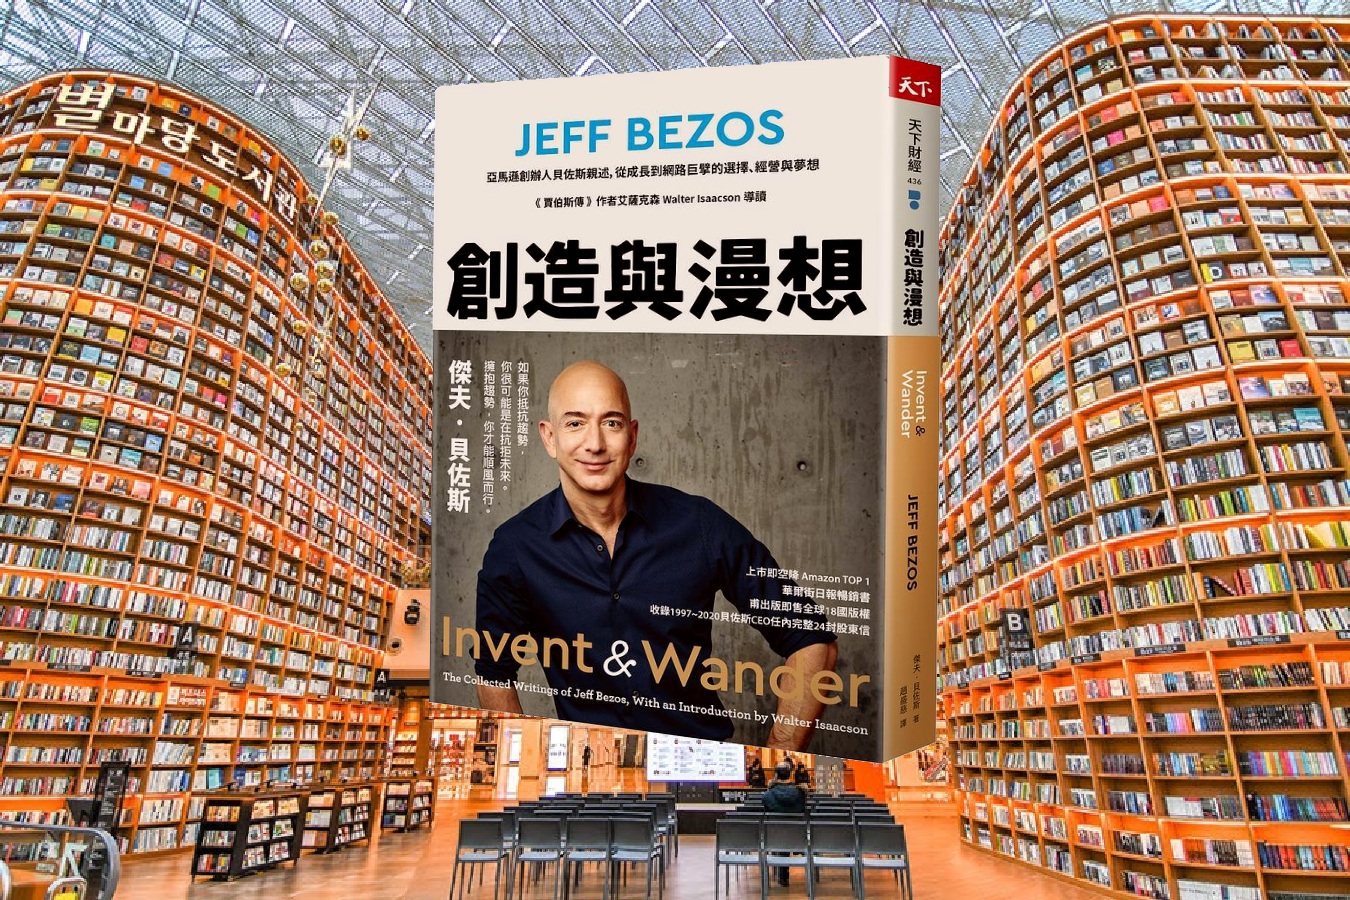 별마당 도서관
JEFF BEZOS
亞馬遜創辦人貝佐斯親述，從成長到網路巨擘的選擇、經營與夢想
《賈伯斯傳》作者艾薩克森 Walter Isaacson 導讀
創造與漫想
傑夫·貝佐斯
如果你抵抗趨勢，
你很可能是在抗拒未來。
擁抱趨勢，你才能順風而行。
上市即空降 Amazon TOP 1
華爾街日報暢銷書
甫出版即售全球18國版權
收錄1997~2020貝佐斯CEO任內完整24封股東信
Invent & Wander
The Collected Writings of Jeff Bezos, With an Introduction by Walter Isaacson
天下
天下財經
436
創造與漫想
Invent &
Wander
JEFF BEZOS
傑夫·貝佐斯 著
趙盛慈 譯
A
A
B